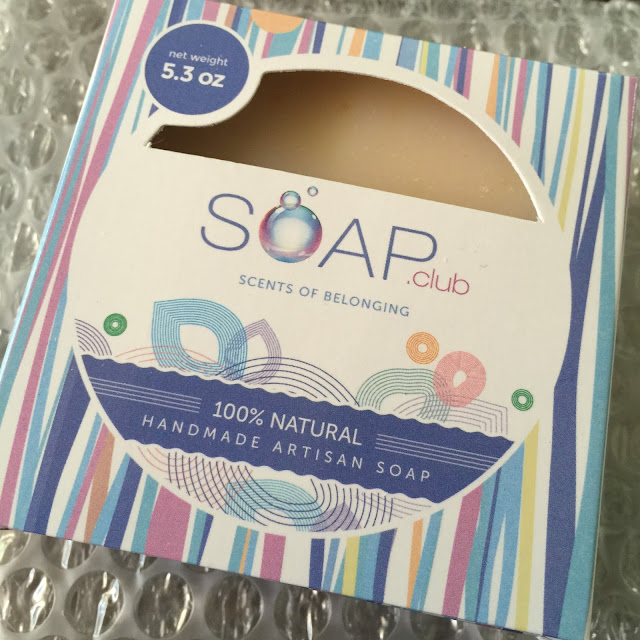 net weight
5.3 oz
SOAP
.club
SCENTS OF BELONGING
100% NATURAL
HANDMADE ARTISAN SOAP